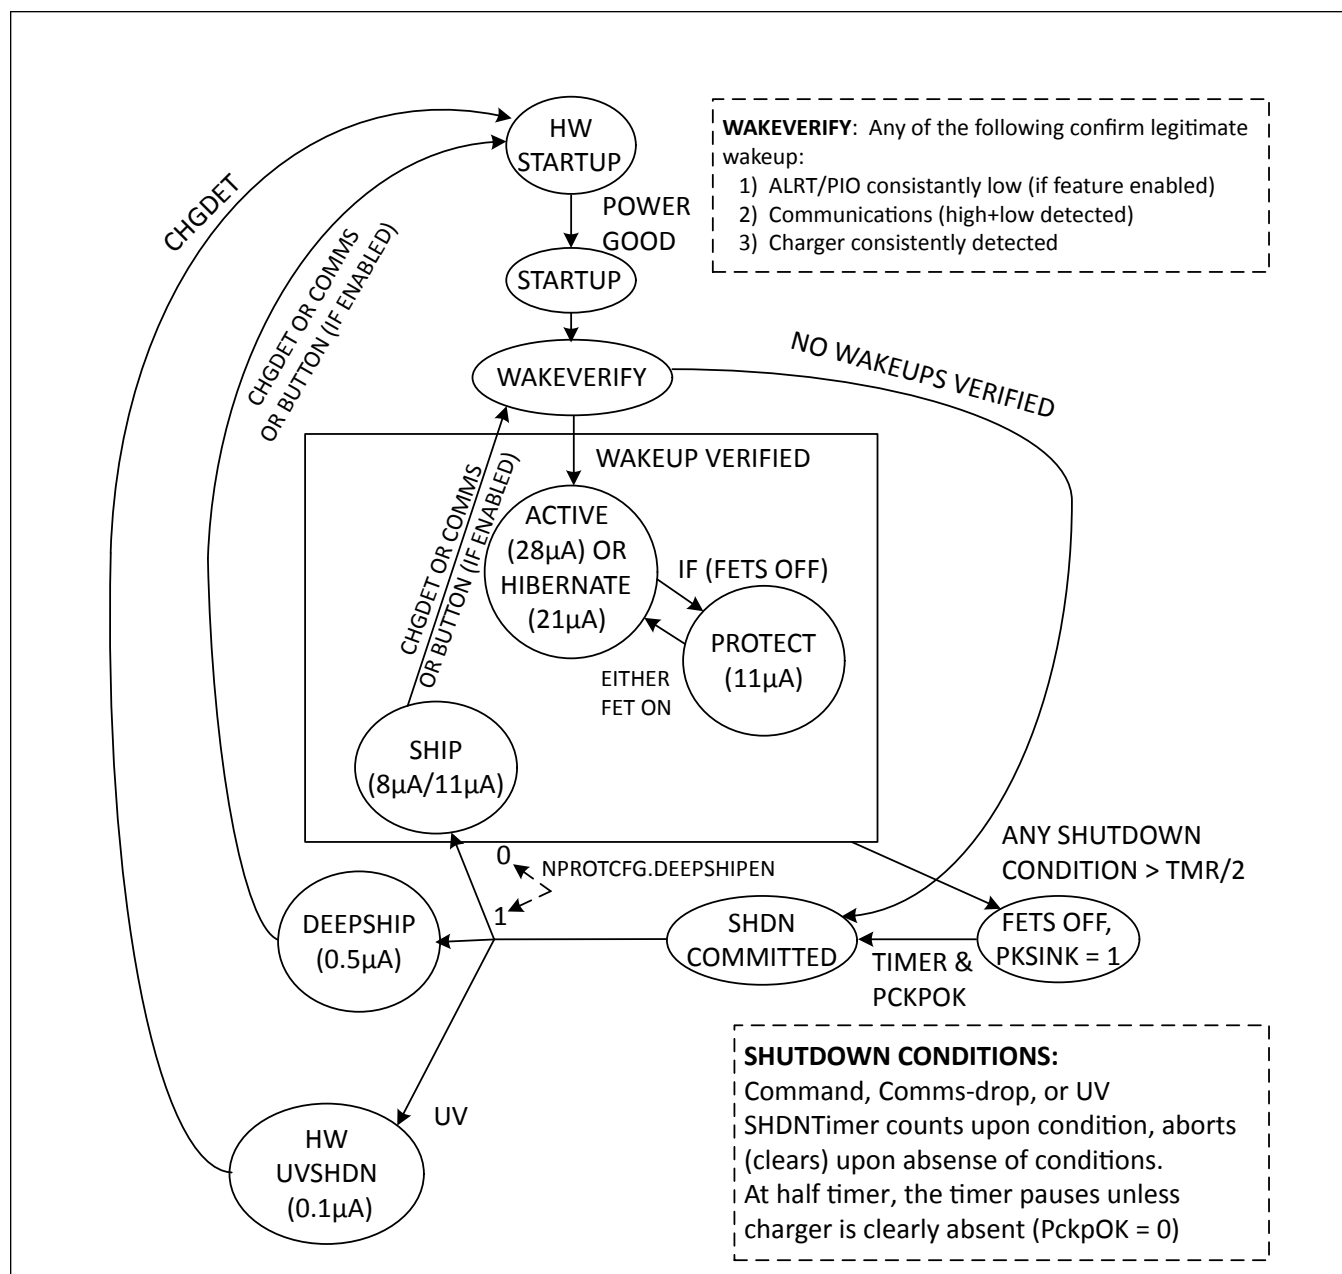 HW
STARTUP
POWER
GOOD
STARTUP
WAKEVERIFY
WAKEVERIFY: Any of the following confirm legitimate
wakeup:
1) ALRT/PIO consistantly low (if feature enabled)
2) Communications (high+low detected)
3) Charger consistently detected
CHGDET
CHGDET OR COMMS
OR BUTTON (IF ENABLED)
NO WAKEUPS VERIFIED
WAKEUP VERIFIED
CHGDET OR COMMS
OR BUTTON (IF ENABLED)
ACTIVE
(28µA) OR
HIBERNATE
(21µA)
IF (FETS OFF)
PROTECT
(11µA)
EITHER
FET ON
SHIP
(8µA/11µA)
0
NPROTCFG.DEEPSHIPEN
1
ANY SHUTDOWN
CONDITION > TMR/2
DEEPSHIP
(0.5µA)
SHDN
COMMITTED
FETS OFF,
PKSINK = 1
TIMER &
PCKPOK
UV
HW
UVSHDN
(0.1µA)
SHUTDOWN CONDITIONS:
Command, Comms-drop, or UV
SHDNTimer counts upon condition, aborts
(clears) upon absense of conditions.
At half timer, the timer pauses unless
charger is clearly absent (PckpOK = 0)